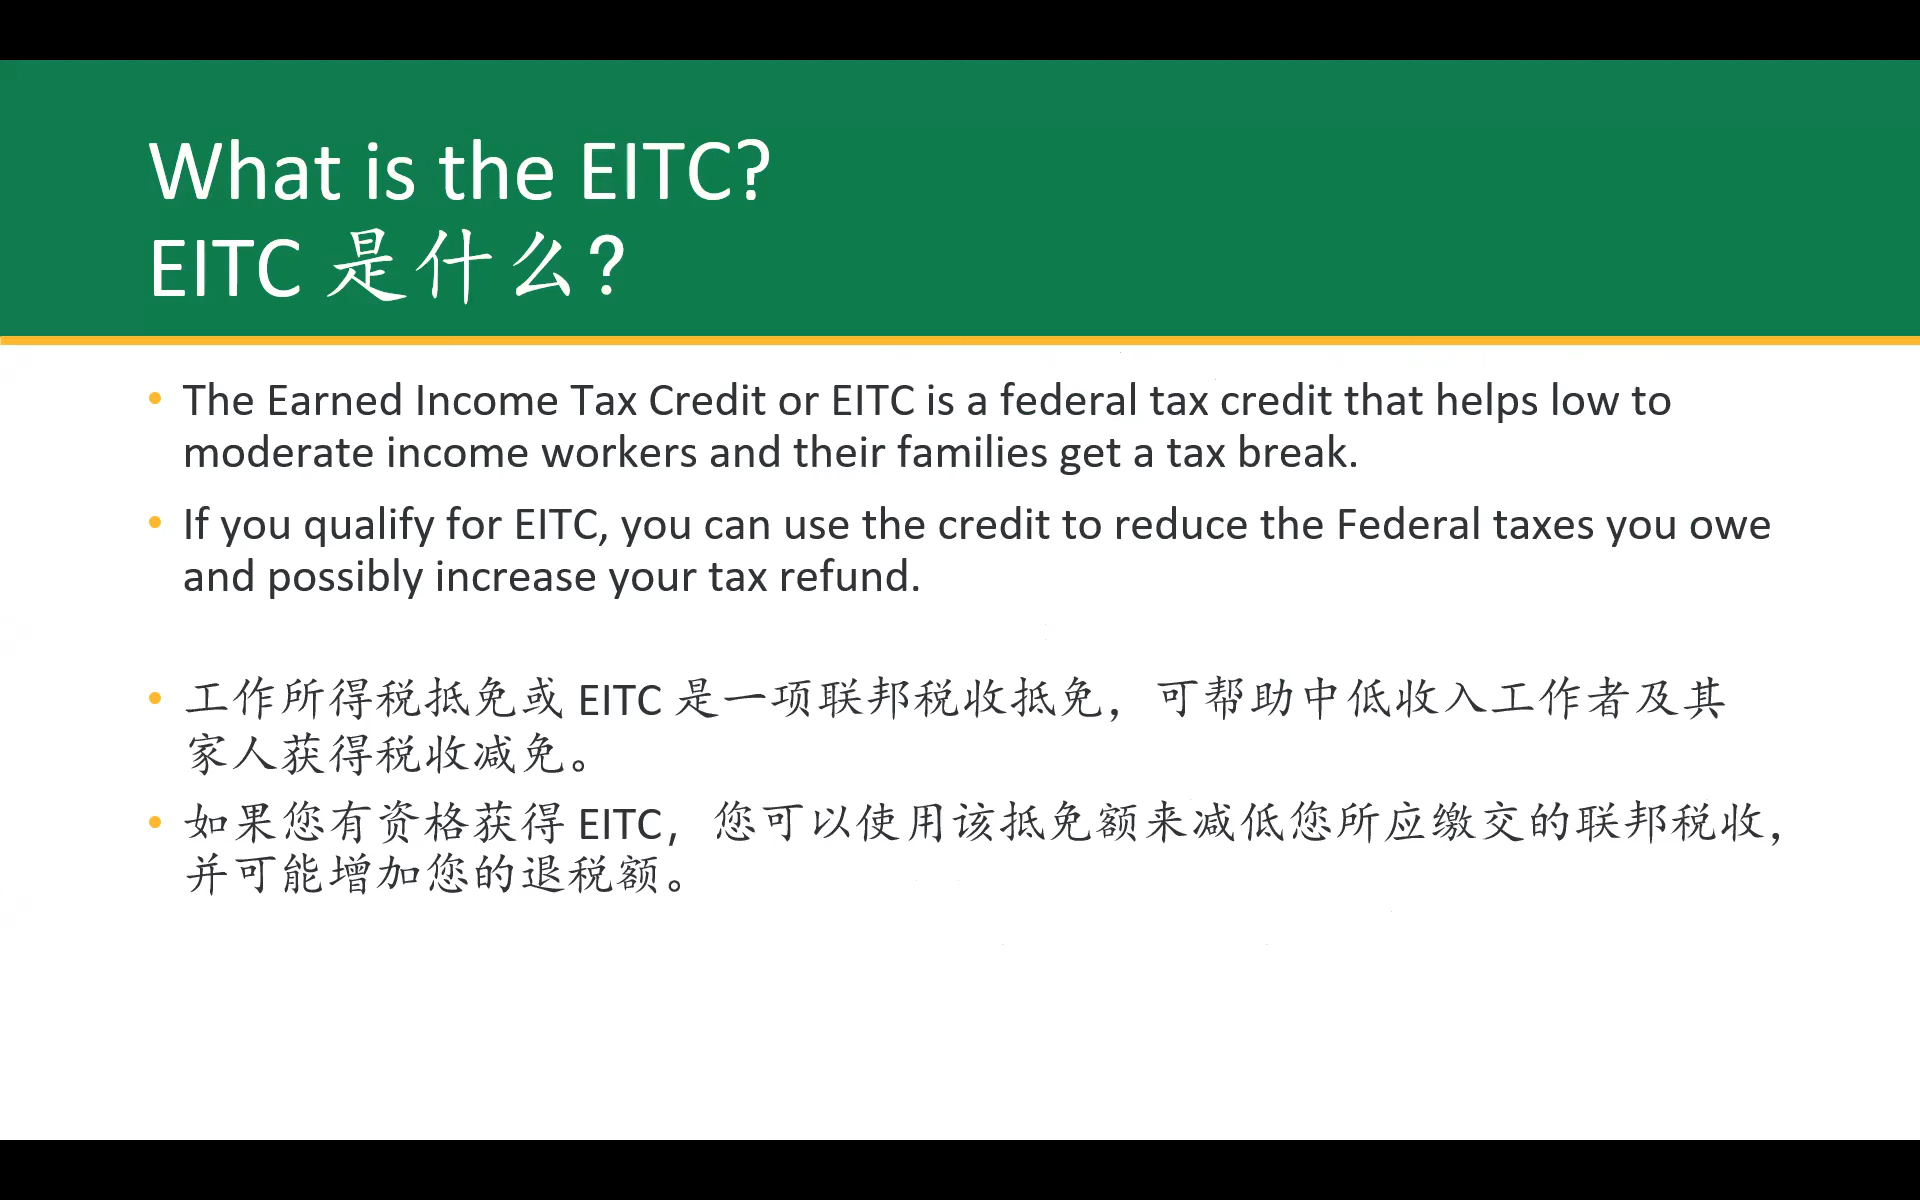 What is the EITC?
EITC 是什么?
• The Earned Income Tax Credit or EITC is a federal tax credit that helps low to
moderate income workers and their families get a tax break.
• If you qualify for EITC, you can use the credit to reduce the Federal taxes you owe
and possibly increase your tax refund.
• 工作所得税抵免或 EITC 是一项联邦税收抵免，可帮助中低收入工作者及其
家人获得税收减免。
• 如果您有资格获得 EITC，您可以使用该抵免额来减低您所应缴交的联邦税收，
并可能增加您的退税额。